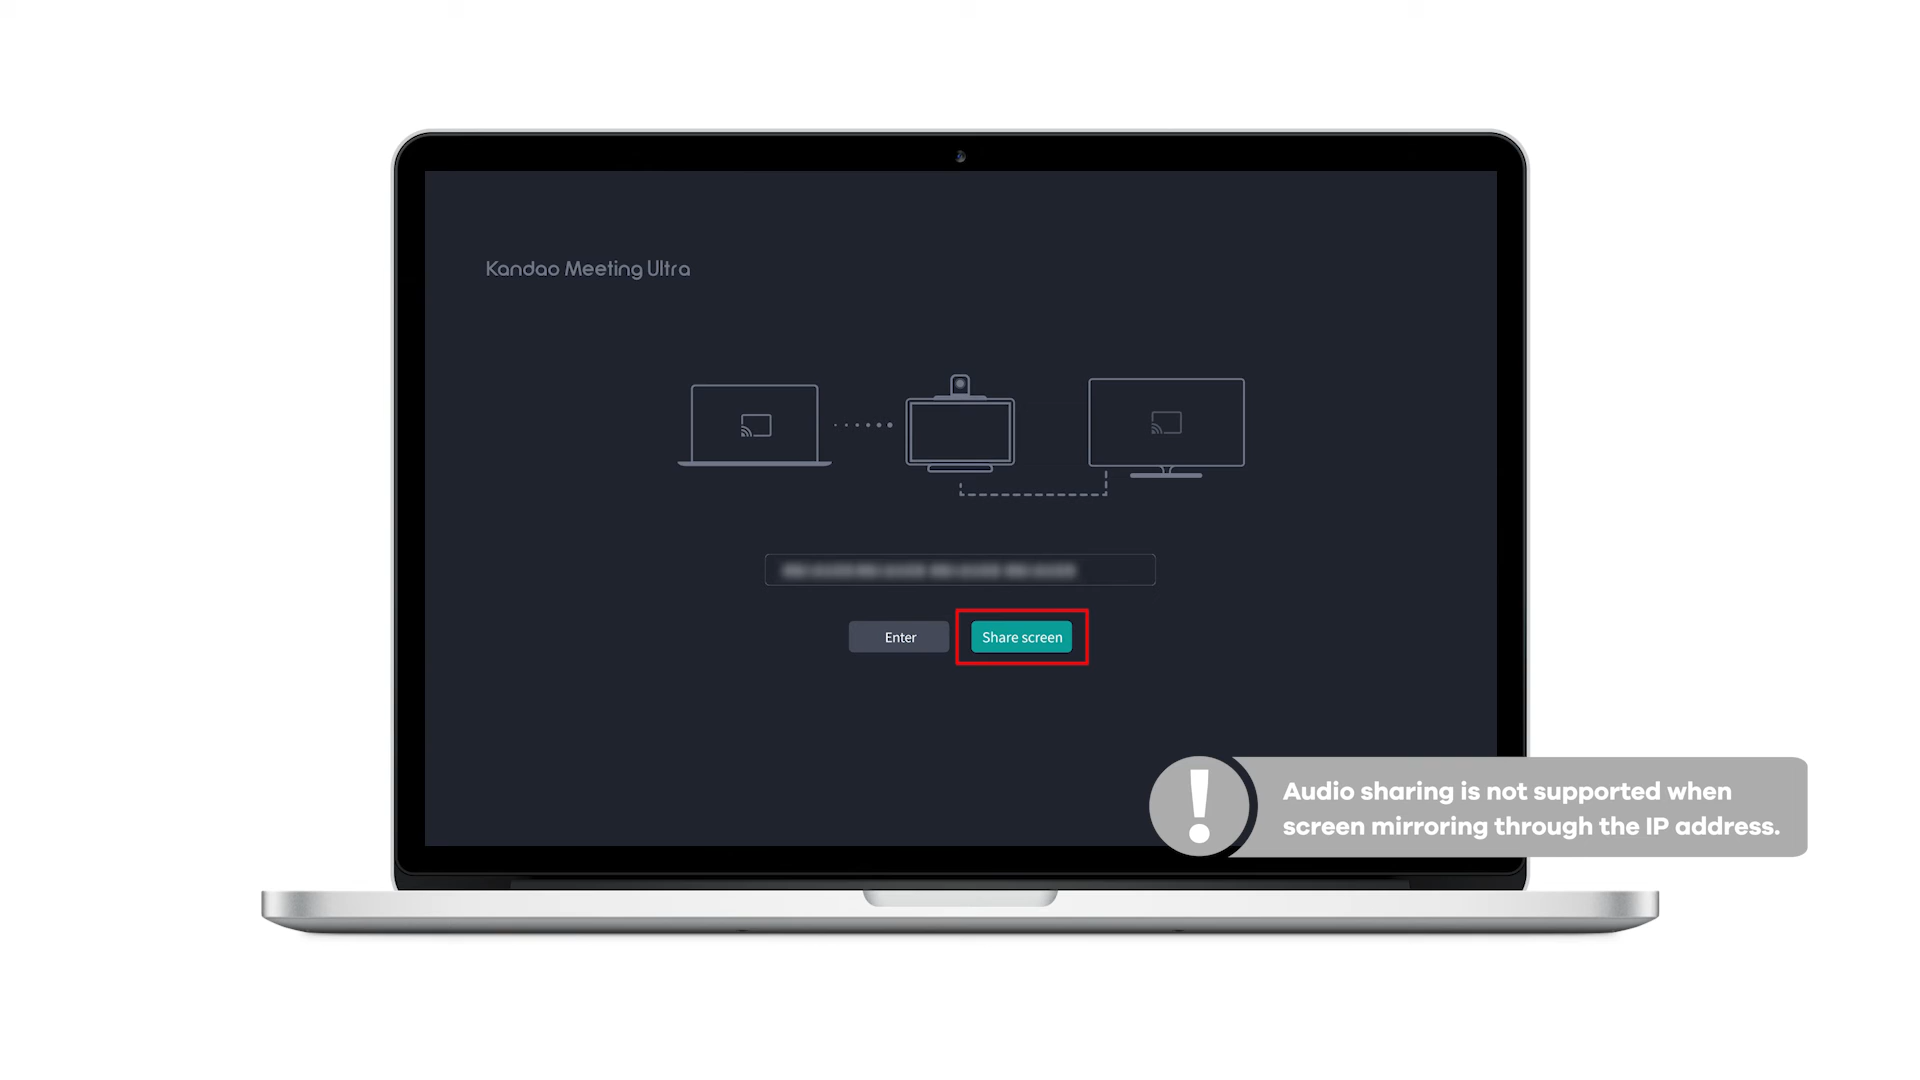 Kandao Meeting Ultra
Enter
Share screen
Audio sharing is not supported when
screen mirroring through the IP address.